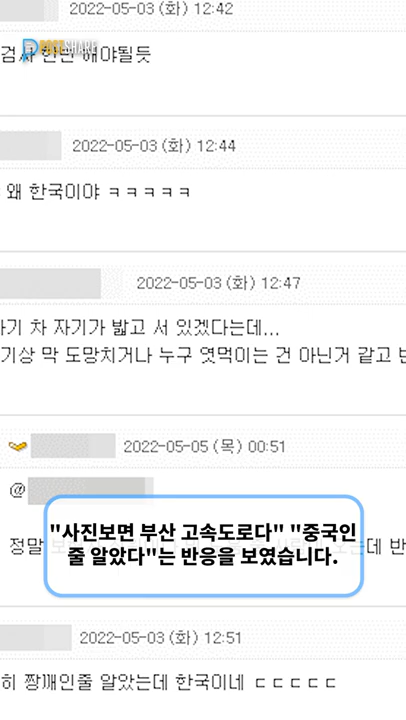 2022-05-03 (화) 12:42
검사 한번 해야될듯
2022-05-03 (화) 12:44
왜 한국이야 ㅋㅋㅋㅋㅋ
2022-05-03 (화) 12:47
자기 차 자기가 밟고 서 있겠다는데...
기상 막 도망치거나 누구 엿먹이는 건 아닌거 같고
2022-05-05 (목) 00:51
@
정말
"사진보면 부산 고속도로다" "중국인
줄 알았다"는 반응을 보였습니다.
2022-05-03 (화) 12:51
히 짱깨인줄 알았는데 한국이네 ㄷㄷㄷㄷㄷ